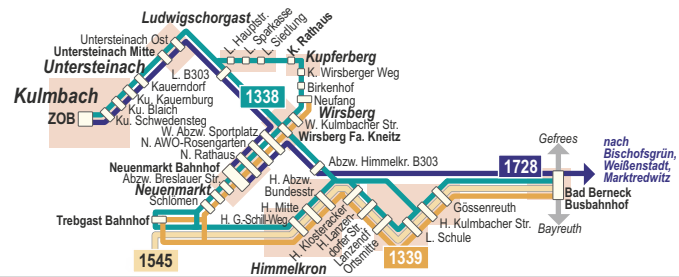 Ludwigschorgast
Untersteinach Ost
Untersteinach Mitte
Untersteinach
L. Hauptstr.
L. Sparkasse
L. Siedlung
K. Rathaus
Kupferberg
K. Wirsberger Weg
Birkenhof
Neufang
Wirsberg
L. B303
Kauerndorf
Ku. Kauernburg
Ku. Blaich
Ku. Schwedensteg
Kulmbach
ZOB
1338
W. Kulmbacher Str.
Wirsberg Fa. Kneitz
W. Abzw. Sportplatz
N. AWO-Rosengarten
N. Rathaus
Neuenmarkt Bahnhof
Abzw. Breslauer Str.
Neuenmarkt
Schlömen
Trebgast Bahnhof
1545
Abzw. Himmelkr. B303
H. Abzw.
Bundesstr.
H. Mitte
H. G-Schil-Weg
Himmelkron
H. Klosteracker
H. Lanzen-
dorfer Str.
Lanzendf
Ortsmitte
1339
L. Schule
H. Kulmbacher Str.
Gössenreuth
1728
Gefrees
Bad Berneck
Busbahnhof
Bayreuth
nach
Bischofsgrün,
Weißenstadt,
Marktredwitz